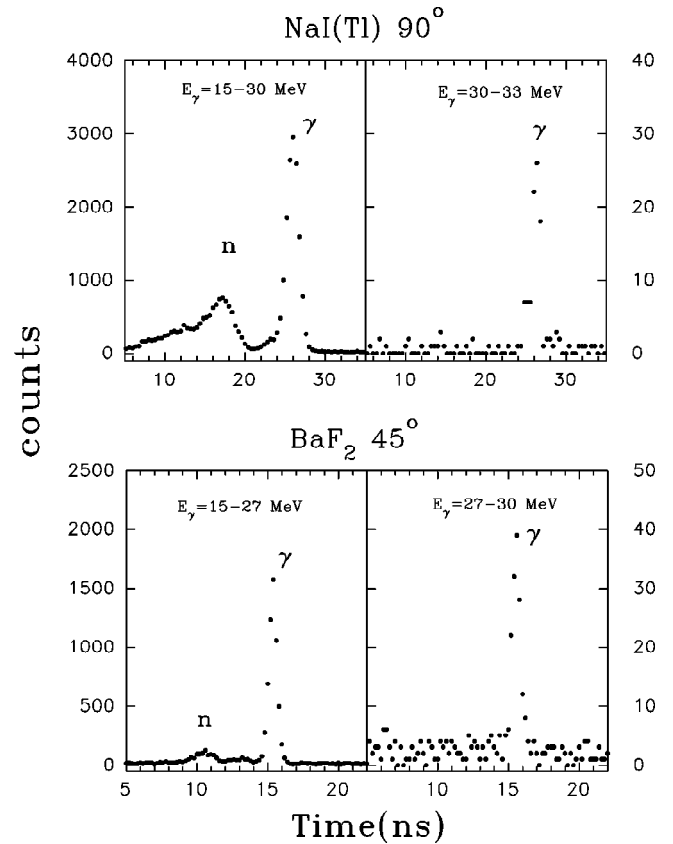 NaI(Tl) 90°
4000
3000
2000
1000
0
E_γ=15−30 MeV
γ
n
10
20
30
E_γ=30−33 MeV
γ
40
30
20
10
0
10
20
30
counts
BaF₂ 45°
2500
2000
1500
1000
500
0
E_γ=15−27 MeV
γ
n
5
10
15
20
E_γ=27−30 MeV
γ
50
40
30
20
10
0
10
15
20
Time(ns)